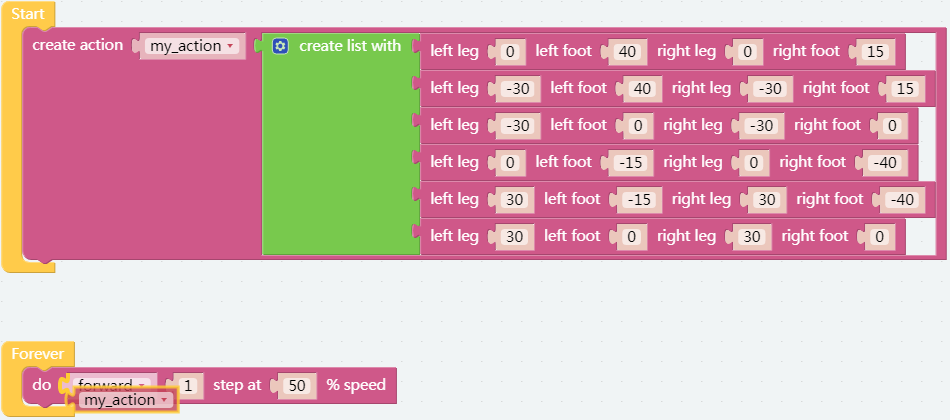 Start
create action my_action create list with left leg 0 left foot 40 right leg 0 right foot 15
left leg -30 left foot 40 right leg -30 right foot 15
left leg -30 left foot 0 right leg -30 right foot 0
left leg 0 left foot -15 right leg 0 right foot -40
left leg 30 left foot -15 right leg 30 right foot -40
left leg 30 left foot 0 right leg 30 right foot 0
Forever
do forward 1 step at 50 % speed
my_action